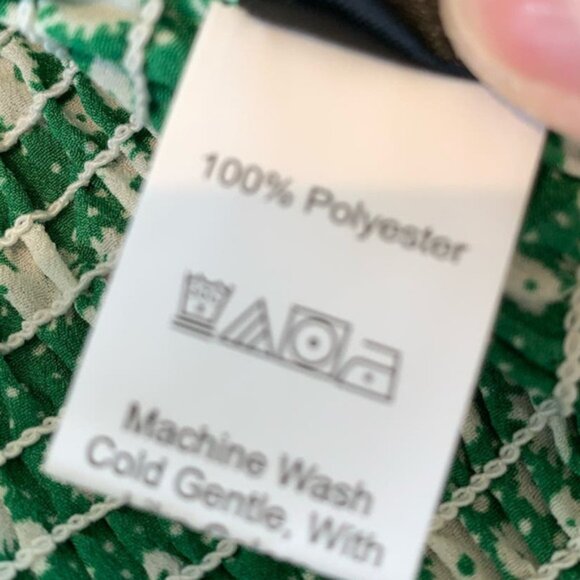 100% Polyester
Machine Wash
Cold Gentle, With